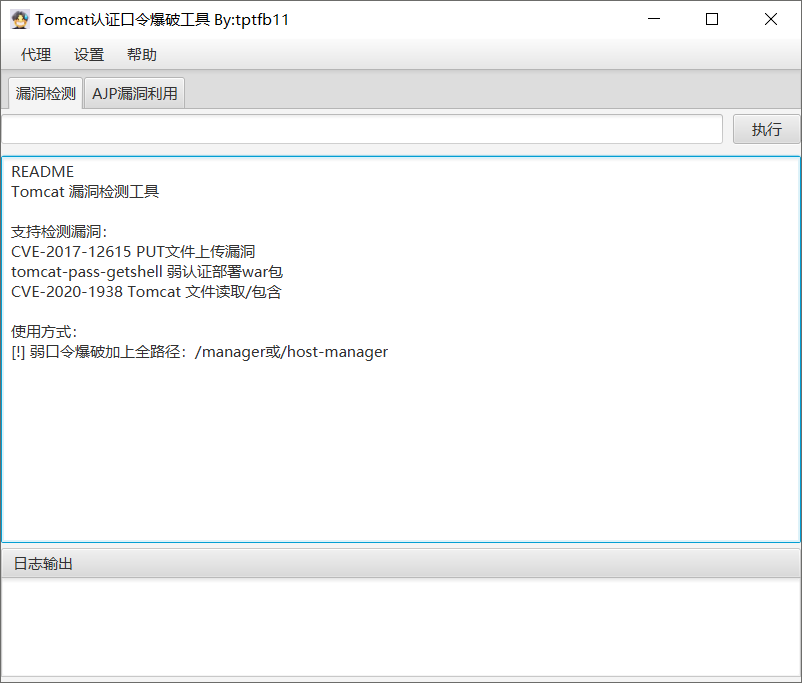 Tomcat认证口令爆破工具 By:tptfb11
代理 设置 帮助
漏洞检测 AJP漏洞利用
执行
README
Tomcat 漏洞检测工具
支持检测漏洞：
CVE-2017-12615 PUT文件上传漏洞
tomcat-pass-getshell 弱认证部署war包
CVE-2020-1938 Tomcat 文件读取/包含
使用方式：
[!] 弱口令爆破加上全路径：/manager或/host-manager
日志输出